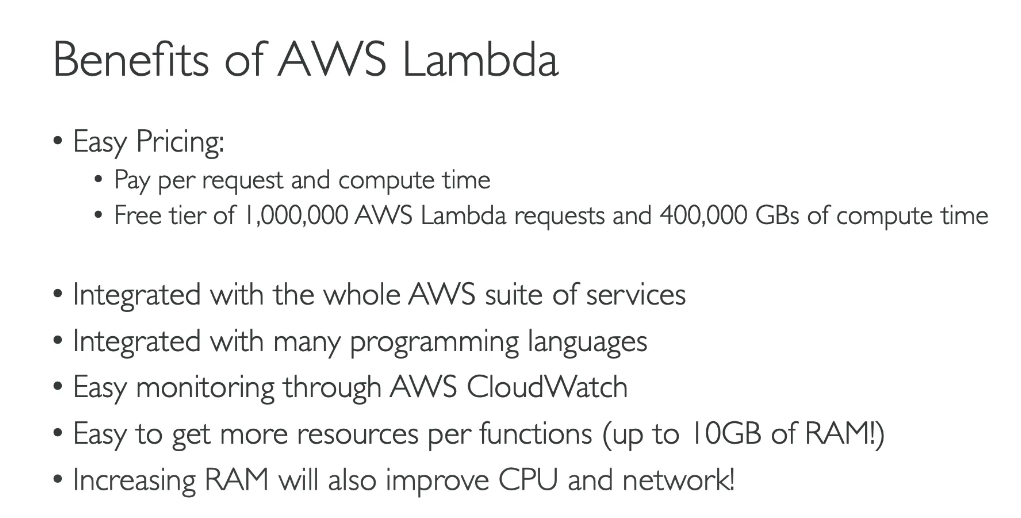 Benefits of AWS Lambda
• Easy Pricing:
• Pay per request and compute time
• Free tier of 1,000,000 AWS Lambda requests and 400,000 GBs of compute time
• Integrated with the whole AWS suite of services
• Integrated with many programming languages
• Easy monitoring through AWS CloudWatch
• Easy to get more resources per functions (up to 10GB of RAM!)
• Increasing RAM will also improve CPU and network!